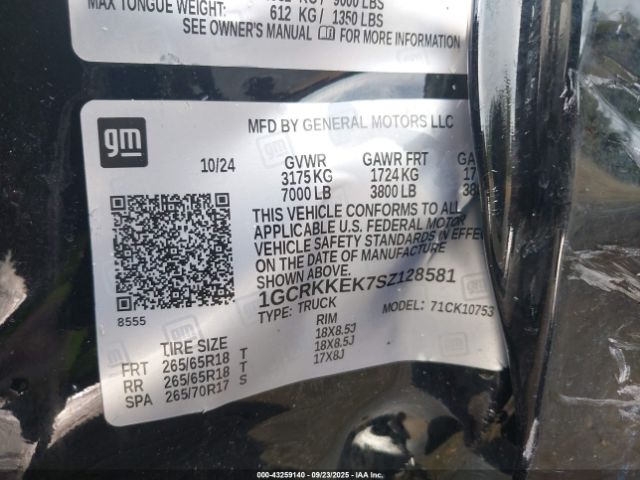 MAX TONGUE WEIGHT: 612 KG / 1350 LBS
SEE OWNER'S MANUAL FOR MORE INFORMATION
gm
MFD BY GENERAL MOTORS LLC
10/24 GVWR GAWR FRT
3175 KG 1724 KG 17
7000 LB 3800 LB 38
THIS VEHICLE CONFORMS TO ALL
APPLICABLE U.S. FEDERAL MOTOR
VEHICLE SAFETY STANDARDS IN EFFEC
ON THE DATE OF MANUFACTURE
SHOWN ABOVE.
1GCRKKEK7SZ128581
TYPE: TRUCK MODEL: 71CK10753
8555
TIRE SIZE RIM
FRT 265/65R18 T 18X8.5J
RR 265/65R18 T 18X8.5J
SPA 265/70R17 S 17X8J
000-43259140 - 09/23/2025 - IAA Inc.